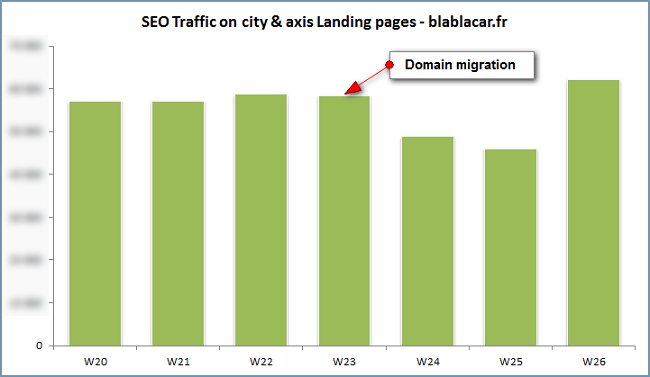 SEO Traffic on city & axis Landing pages - blablacar.fr
Domain migration
0
W20 W21 W22 W23 W24 W25 W26